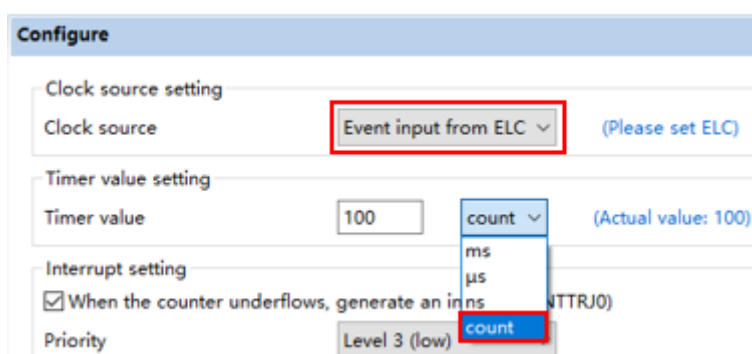 Configure
Clock source setting
Clock source Event input from ELC (Please set ELC)
Timer value setting
Timer value 100 count (Actual value: 100)
ms
µs
Interrupt setting
When the counter underflows, generate an in ns NTTRJ0)
count
Priority Level 3 (low)